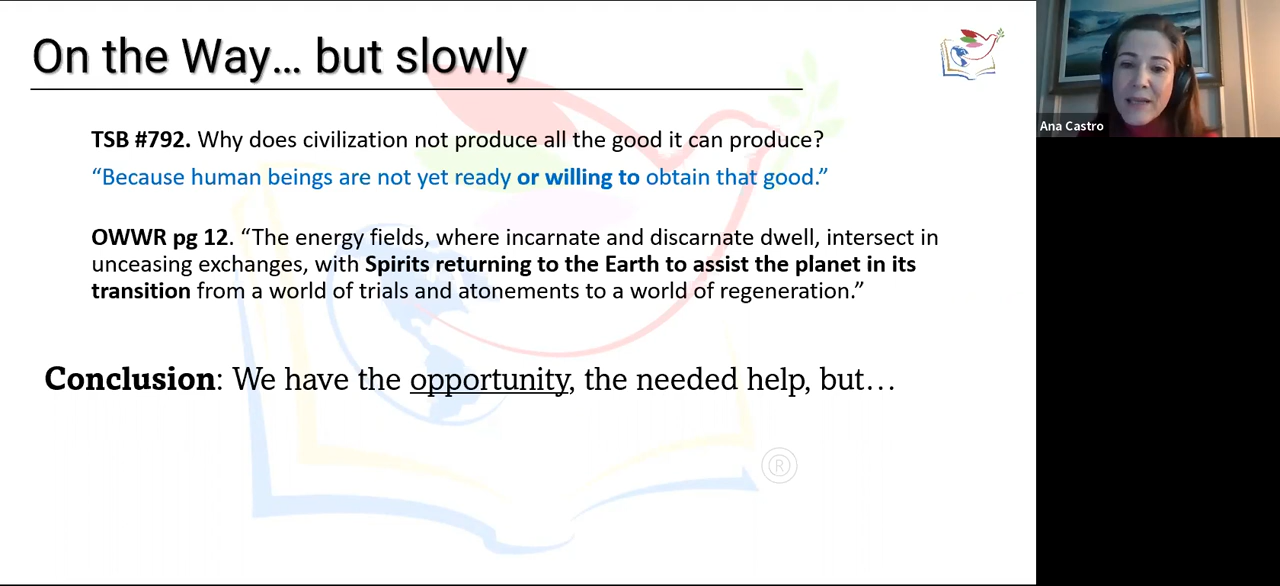 On the Way... but slowly
TSB #792. Why does civilization not produce all the good it can produce?
“Because human beings are not yet ready or willing to obtain that good.”
OWWR pg 12. “The energy fields, where incarnate and discarnate dwell, intersect in
unceasing exchanges, with Spirits returning to the Earth to assist the planet in its
transition from a world of trials and atonements to a world of regeneration.”
Conclusion: We have the opportunity, the needed help, but…
®
Ana Castro